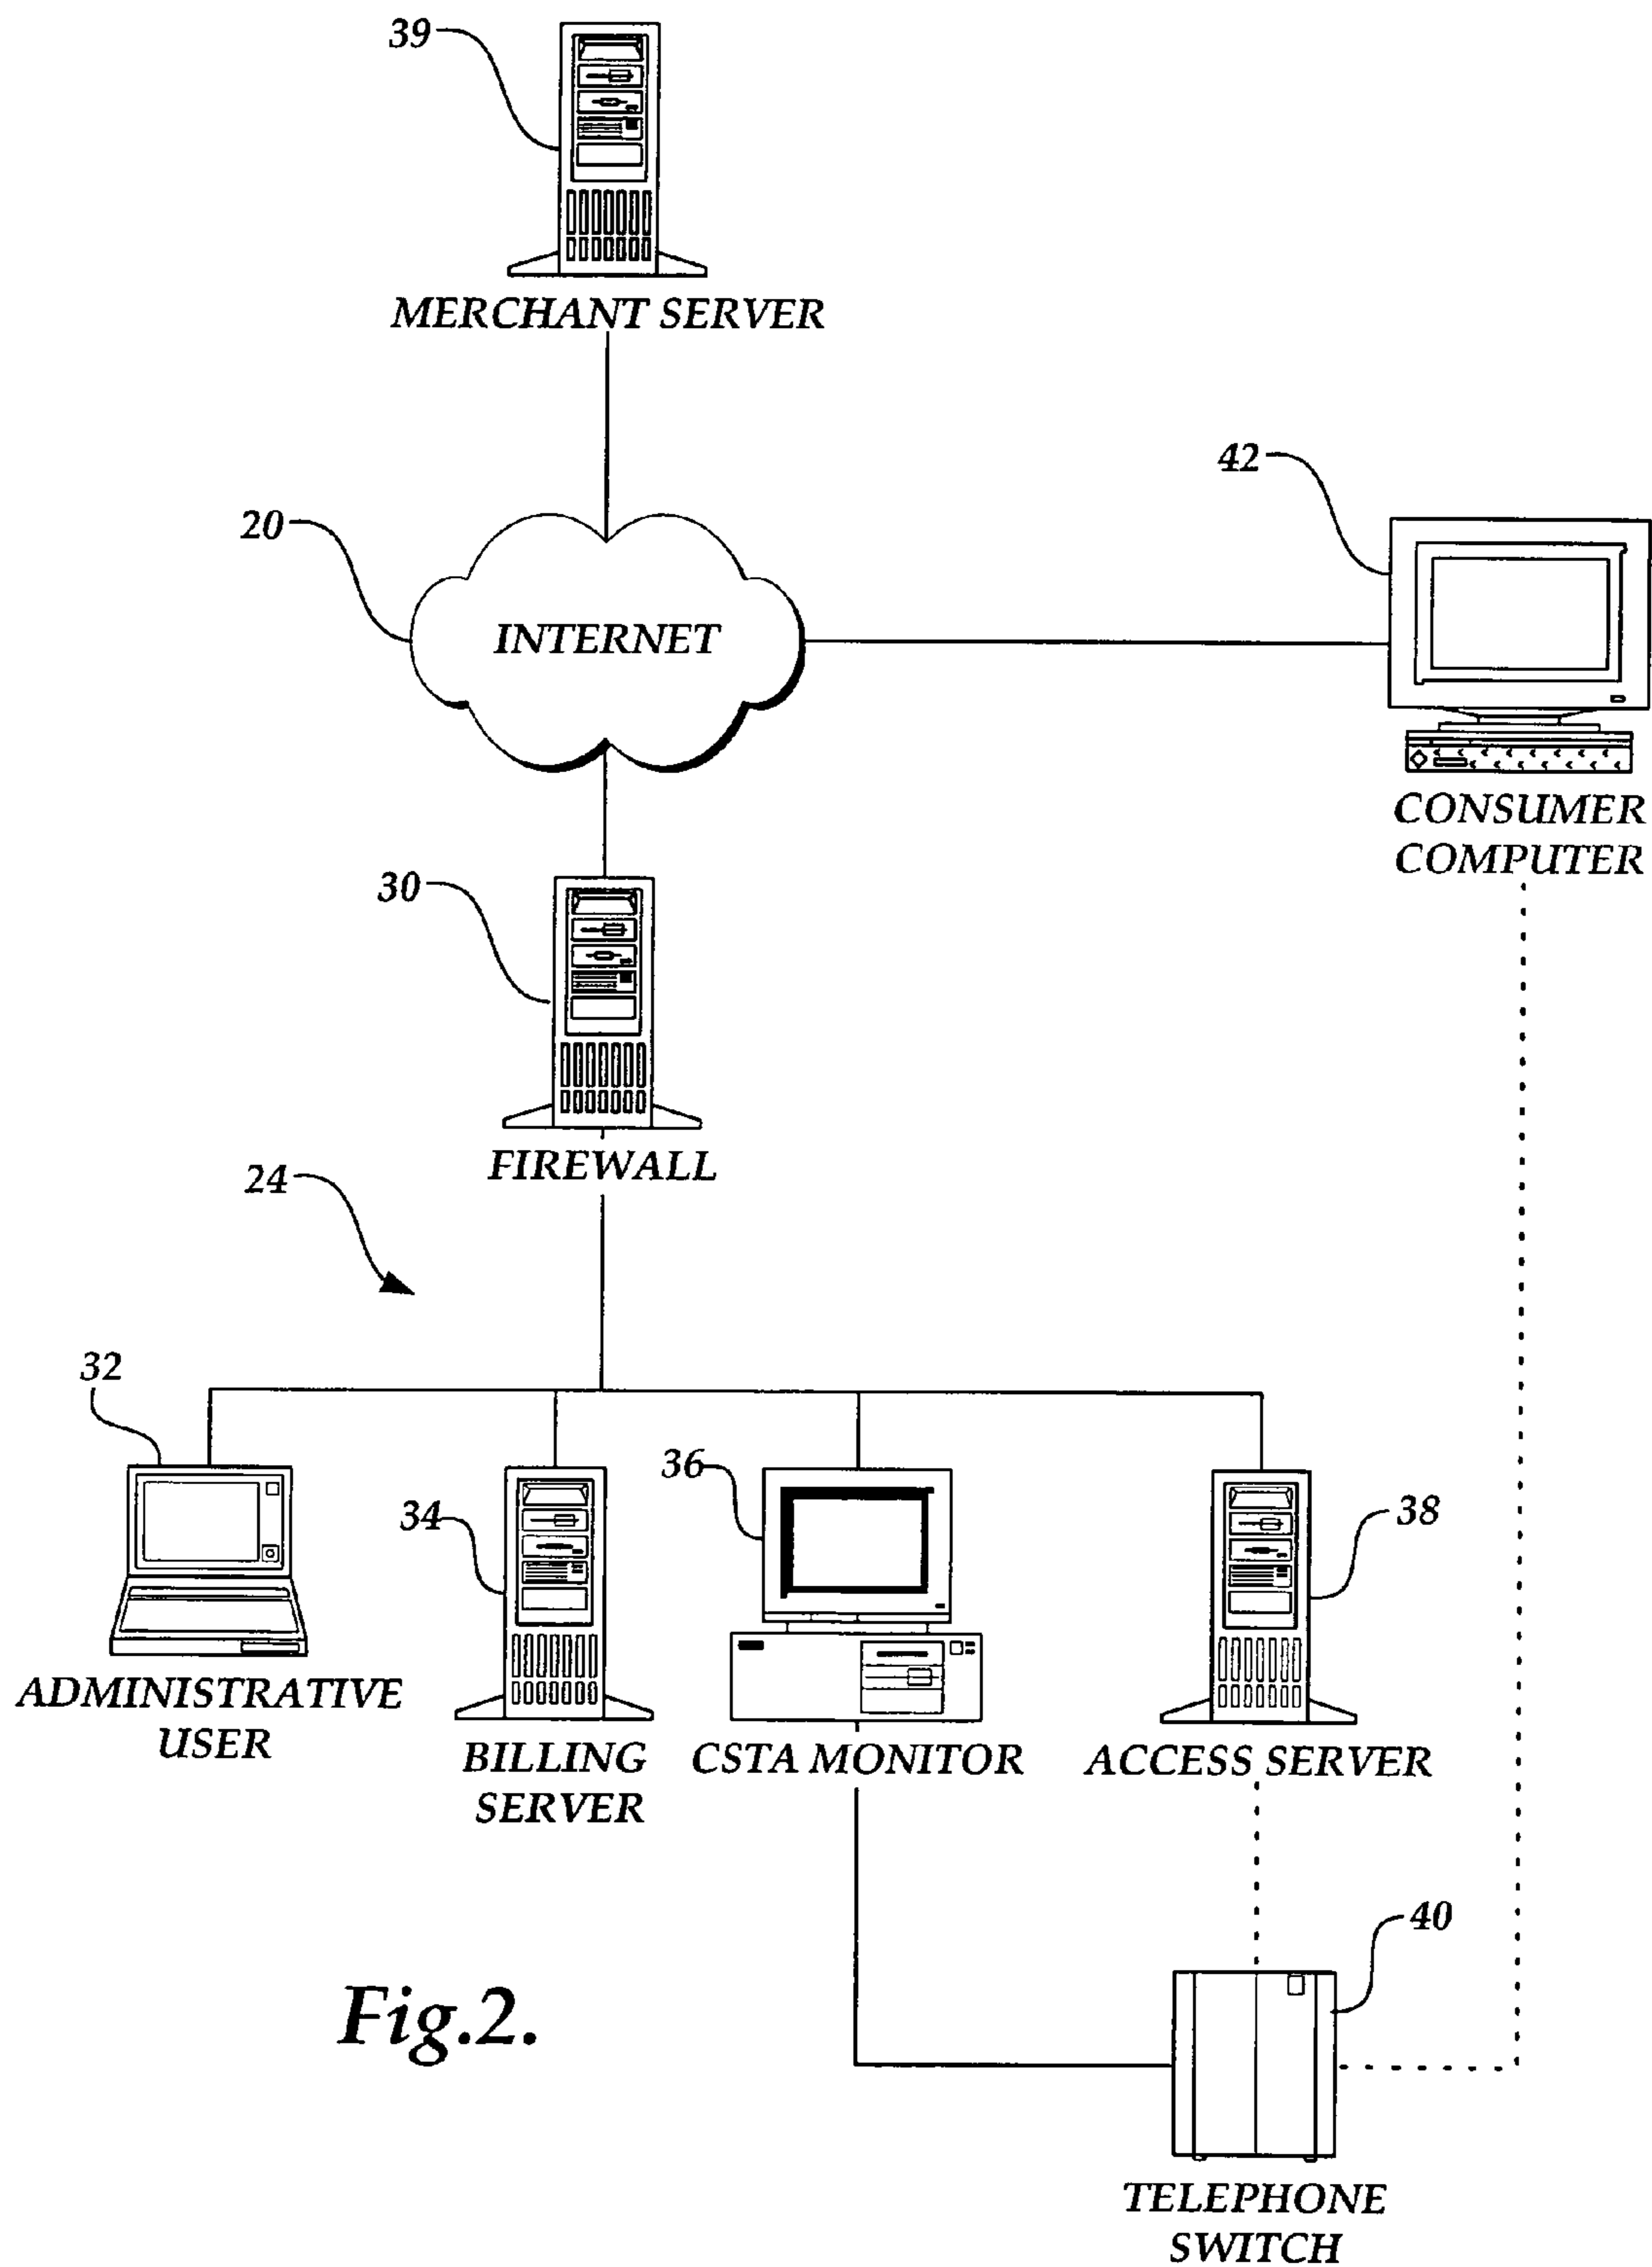 39
MERCHANT SERVER
42
20
INTERNET
CONSUMER
COMPUTER
30
FIREWALL
24
32
36
34
38
ADMINISTRATIVE
USER
BILLING
SERVER
CSTA MONITOR
ACCESS SERVER
40
Fig.2.
TELEPHONE
SWITCH